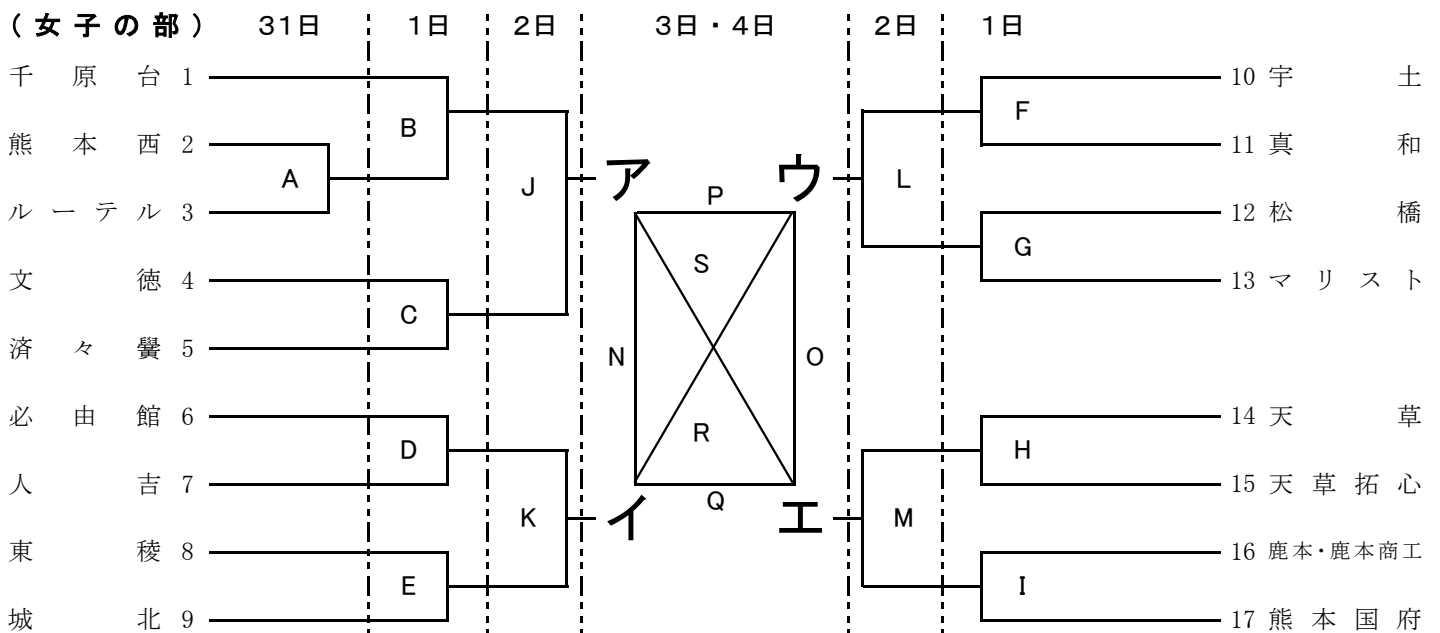 (女子の部) 31日 1日 2日 3日・4日 2日 1日
千原台 1 10 宇土
B F
熊本西 2 11 真和
A J ア ウ L
P
ルーテル 3 12 松橋
S G
文徳 4 13 マリスト
C
済々黌 5
N O
必由館 6 14 天草
D R H
人吉 7 15 天草拓心
Q
K イ エ M
東稜 8 16 鹿本・鹿本商工
E I
城北 9 17 熊本国府